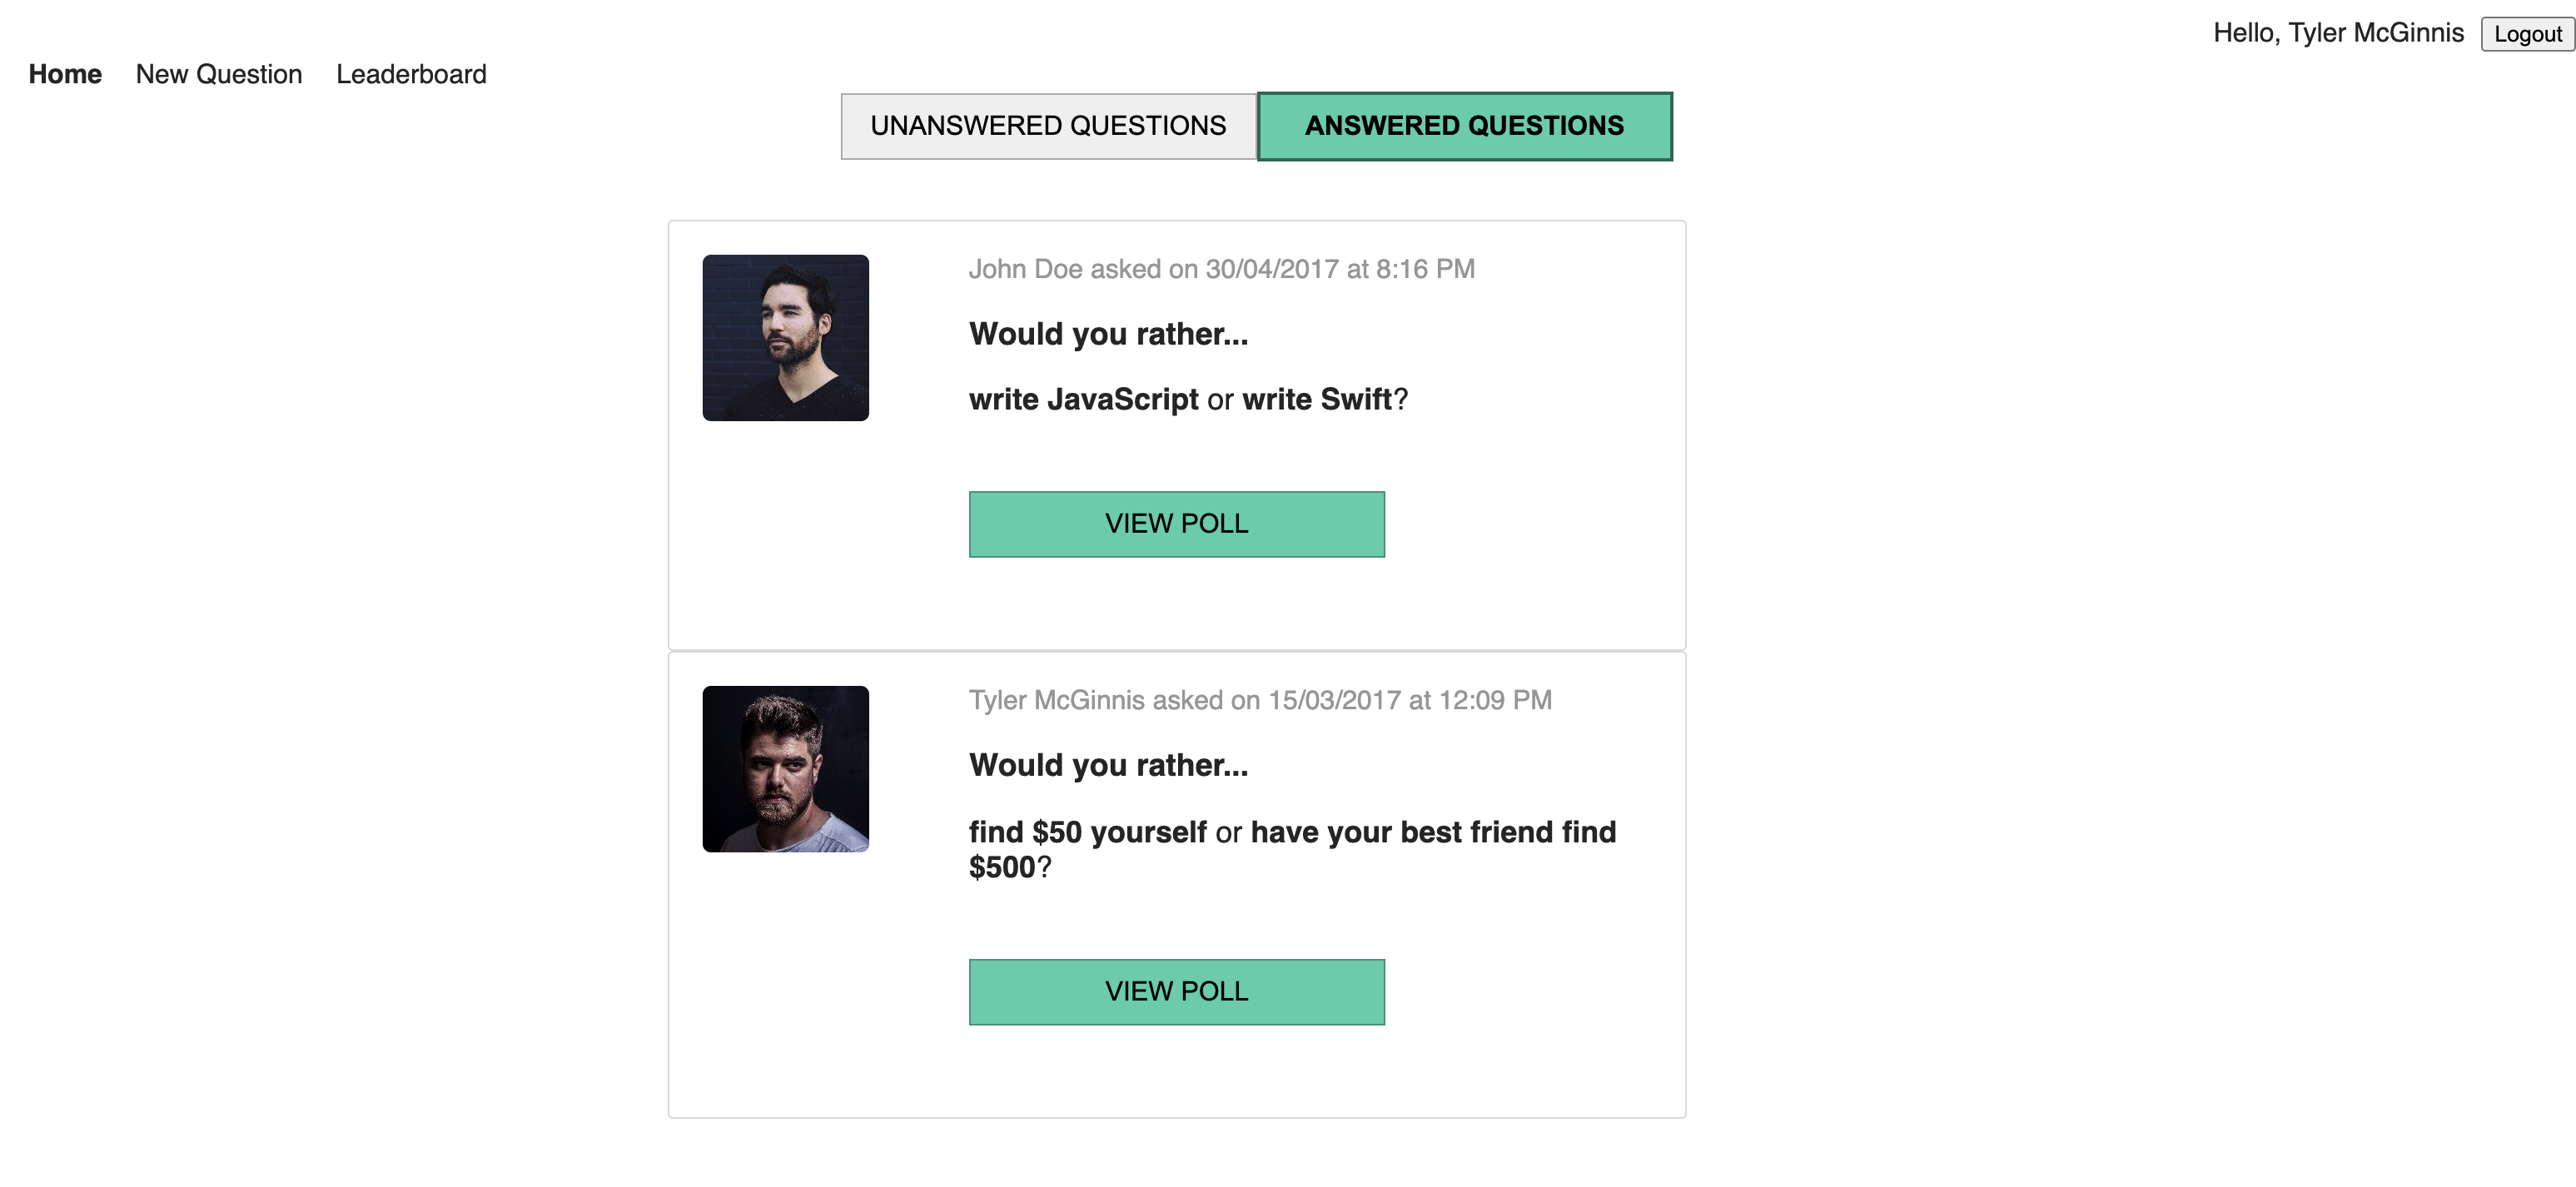 Hello, Tyler McGinnis Logout
Home New Question Leaderboard
UNANSWERED QUESTIONS ANSWERED QUESTIONS
John Doe asked on 30/04/2017 at 8:16 PM
Would you rather...
write JavaScript or write Swift?
VIEW POLL
Tyler McGinnis asked on 15/03/2017 at 12:09 PM
Would you rather...
find $50 yourself or have your best friend find
$500?
VIEW POLL